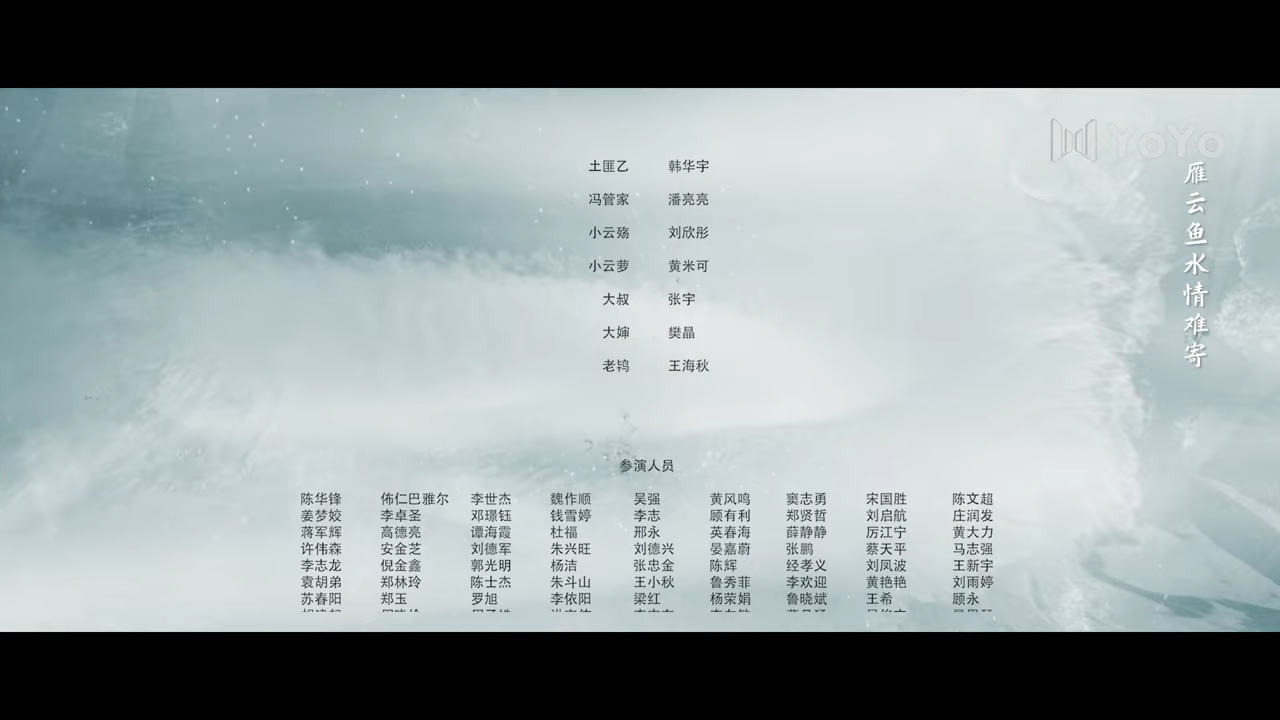 YoYo
雁云鱼水情难寄
土匪乙 韩华宇
冯管家 潘亮亮
小云殇 刘欣彤
小云萝 黄米可
大叔 张宇
大婶 樊晶
老鸨 王海秋
参演人员
陈华锋 佈仁巴雅尔 李世杰 魏作顺 吴强 黄风鸣 窦志勇 宋国胜 陈文超
姜梦姣 李卓圣 邓璟钰 钱雪婷 李志 顾有利 郑贤哲 刘启航 庄润发
蒋军辉 高德亮 谭海霞 杜福 邢永 英春海 薛静静 厉江宁 黄大力
许伟森 安金芝 刘德军 朱兴旺 刘德兴 晏嘉蔚 张鹏 蔡天平 马志强
李志龙 倪金鑫 郭光明 杨洁 张忠金 陈辉 经孝义 刘凤波 王新宇
袁胡弟 郑林玲 陈士杰 朱斗山 王小秋 鲁秀菲 李欢迎 黄艳艳 刘雨婷
苏春阳 郑玉 罗旭 李依阳 梁红 杨荣娟 鲁晓斌 王希 顾永